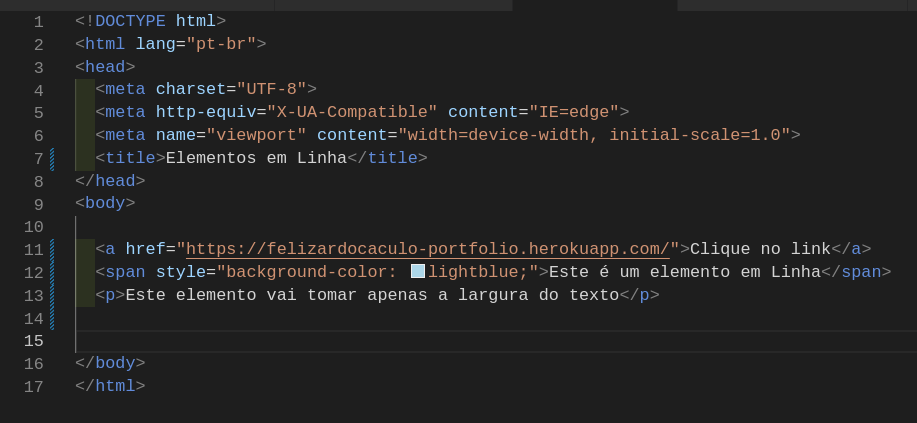 1 <!DOCTYPE html>
2 <html lang="pt-br">
3 <head>
4 <meta charset="UTF-8">
5 <meta http-equiv="X-UA-Compatible" content="IE=edge">
6 <meta name="viewport" content="width=device-width, initial-scale=1.0">
7 <title>Elementos em Linha</title>
8 </head>
9 <body>
10
11 <a href="https://felizardocaculo-portfolio.herokuapp.com/">Clique no link</a>
12 <span style="background-color: lightblue;">Este é um elemento em Linha</span>
13 <p>Este elemento vai tomar apenas a largura do texto</p>
14
15
16 </body>
17 </html>